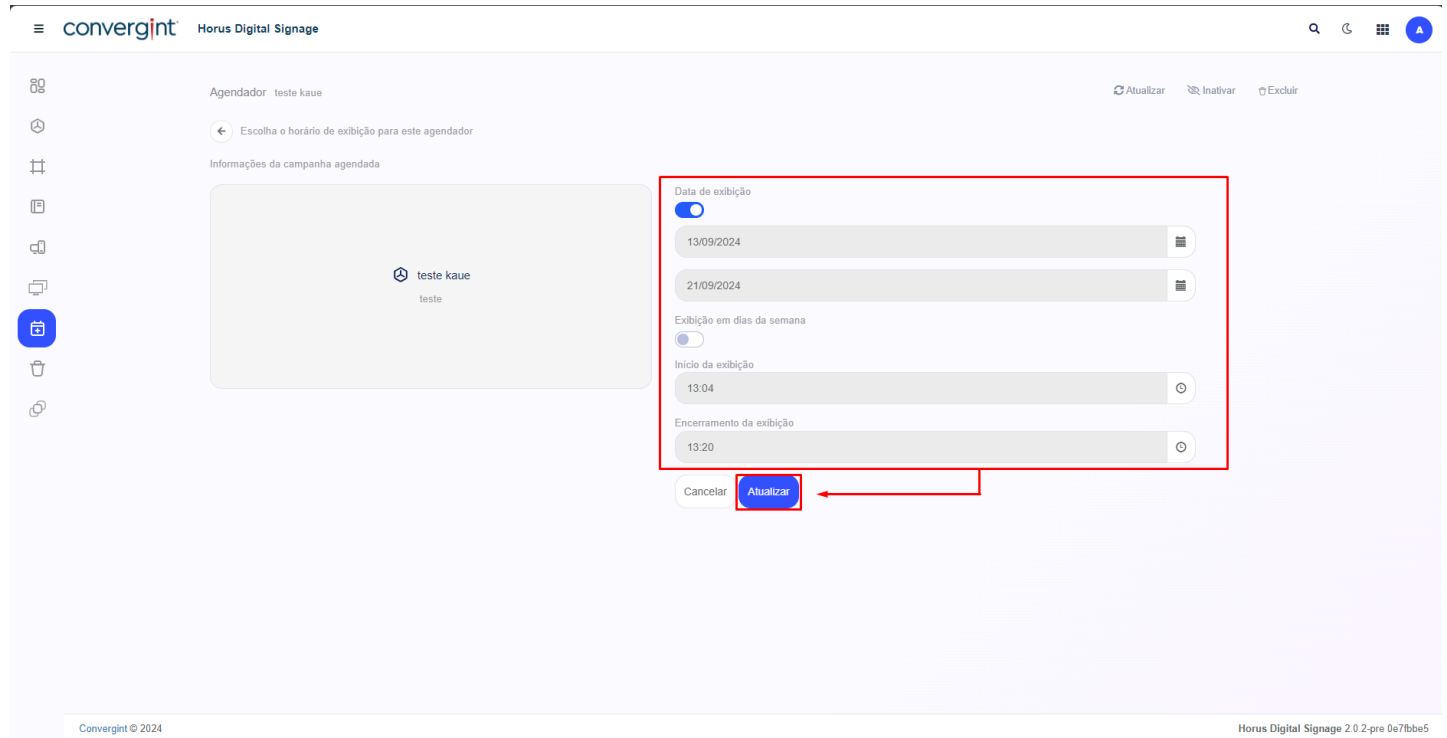 convergint Horus Digital Signage A
Agendador teste kaue Atualizar Inativar Excluir
Escolha o horário de exibição para este agendador
Informações da campanha agendada
teste kaue
teste
Data de exibição
13/09/2024
21/09/2024
Exibição em dias da semana
Início da exibição
13:04
Encerramento da exibição
13:20
Cancelar Atualizar
Convergint © 2024 Horus Digital Signage 2.0.2-pre 0e7fbbe5